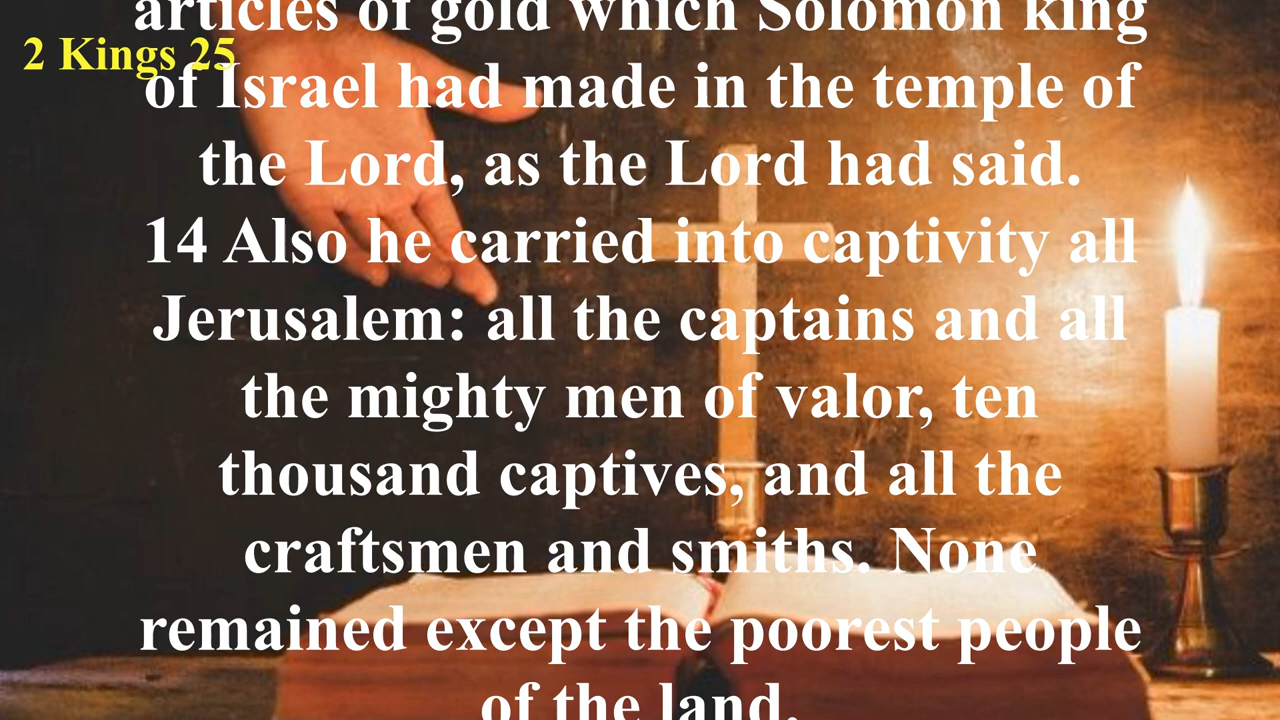 articles of gold which Solomon king
2 Kings 25
of Israel had made in the temple of
the Lord, as the Lord had said.
14 Also he carried into captivity all
Jerusalem: all the captains and all
the mighty men of valor, ten
thousand captives, and all the
craftsmen and smiths. None
remained except the poorest people
of the land.